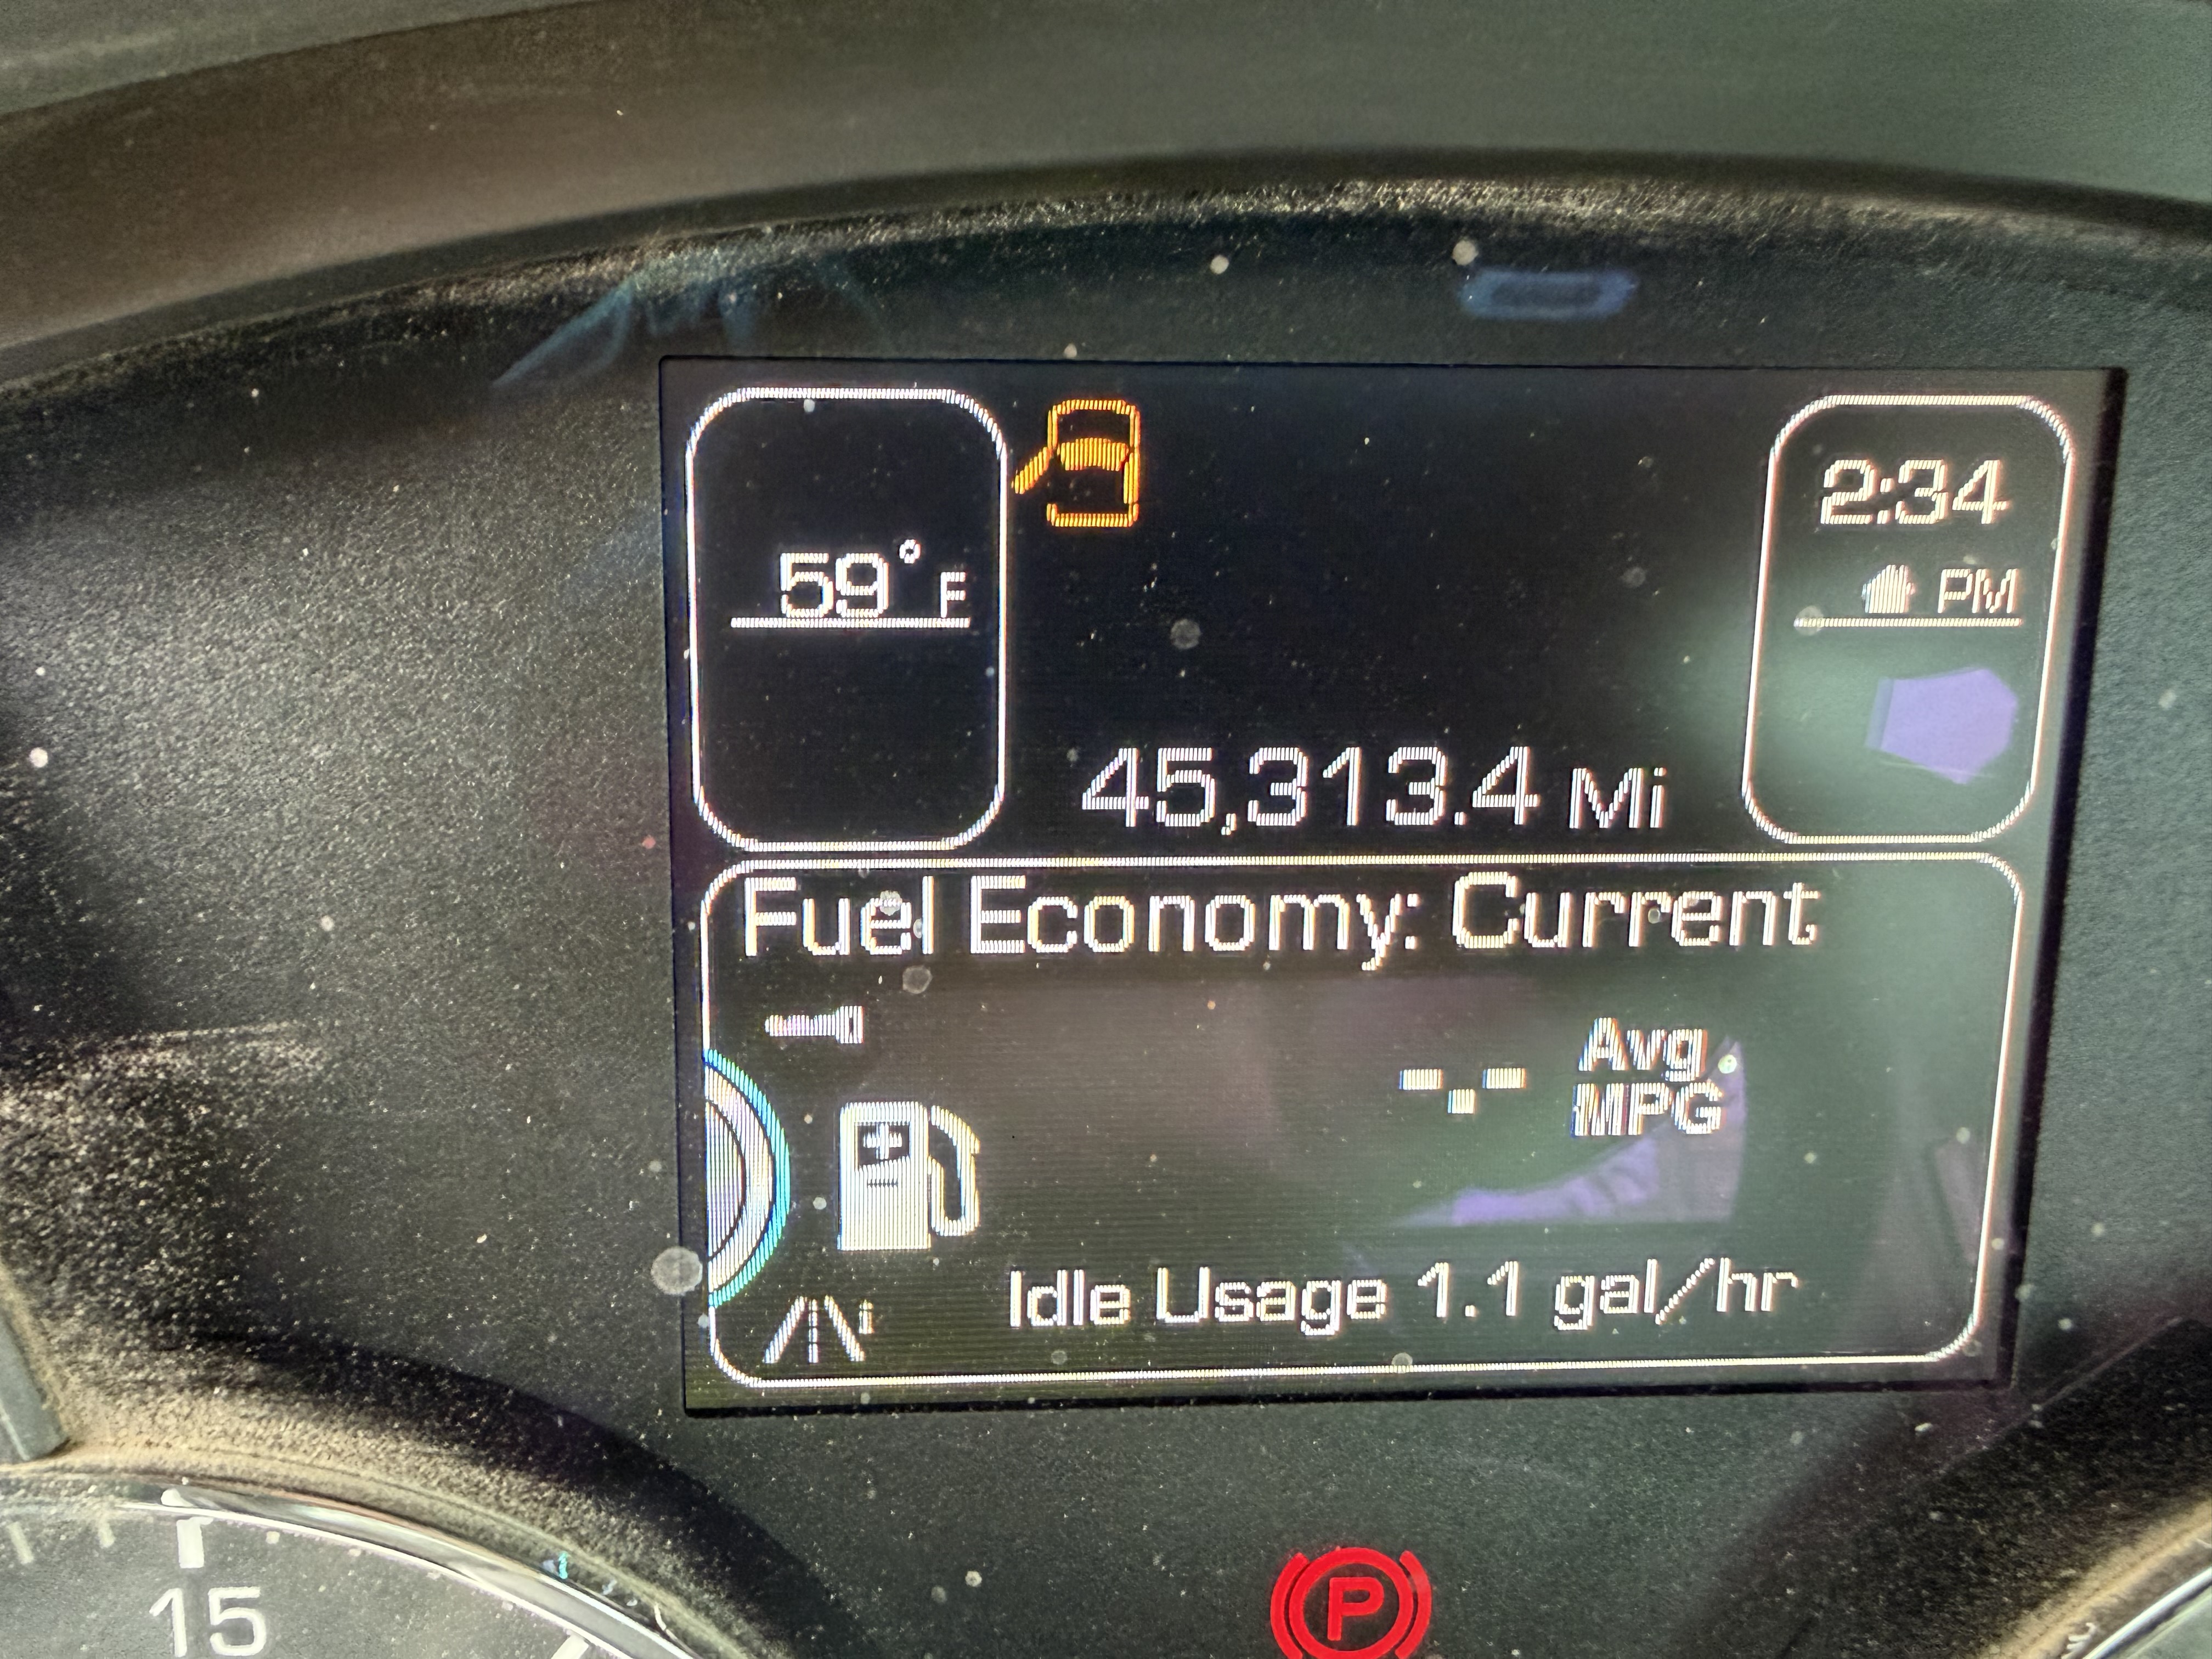 59° F
2:34
PM
45,313.4 Mi
Fuel Economy: Current
-.- Avg
MPG
Idle Usage 1.1 gal/hr
15
P